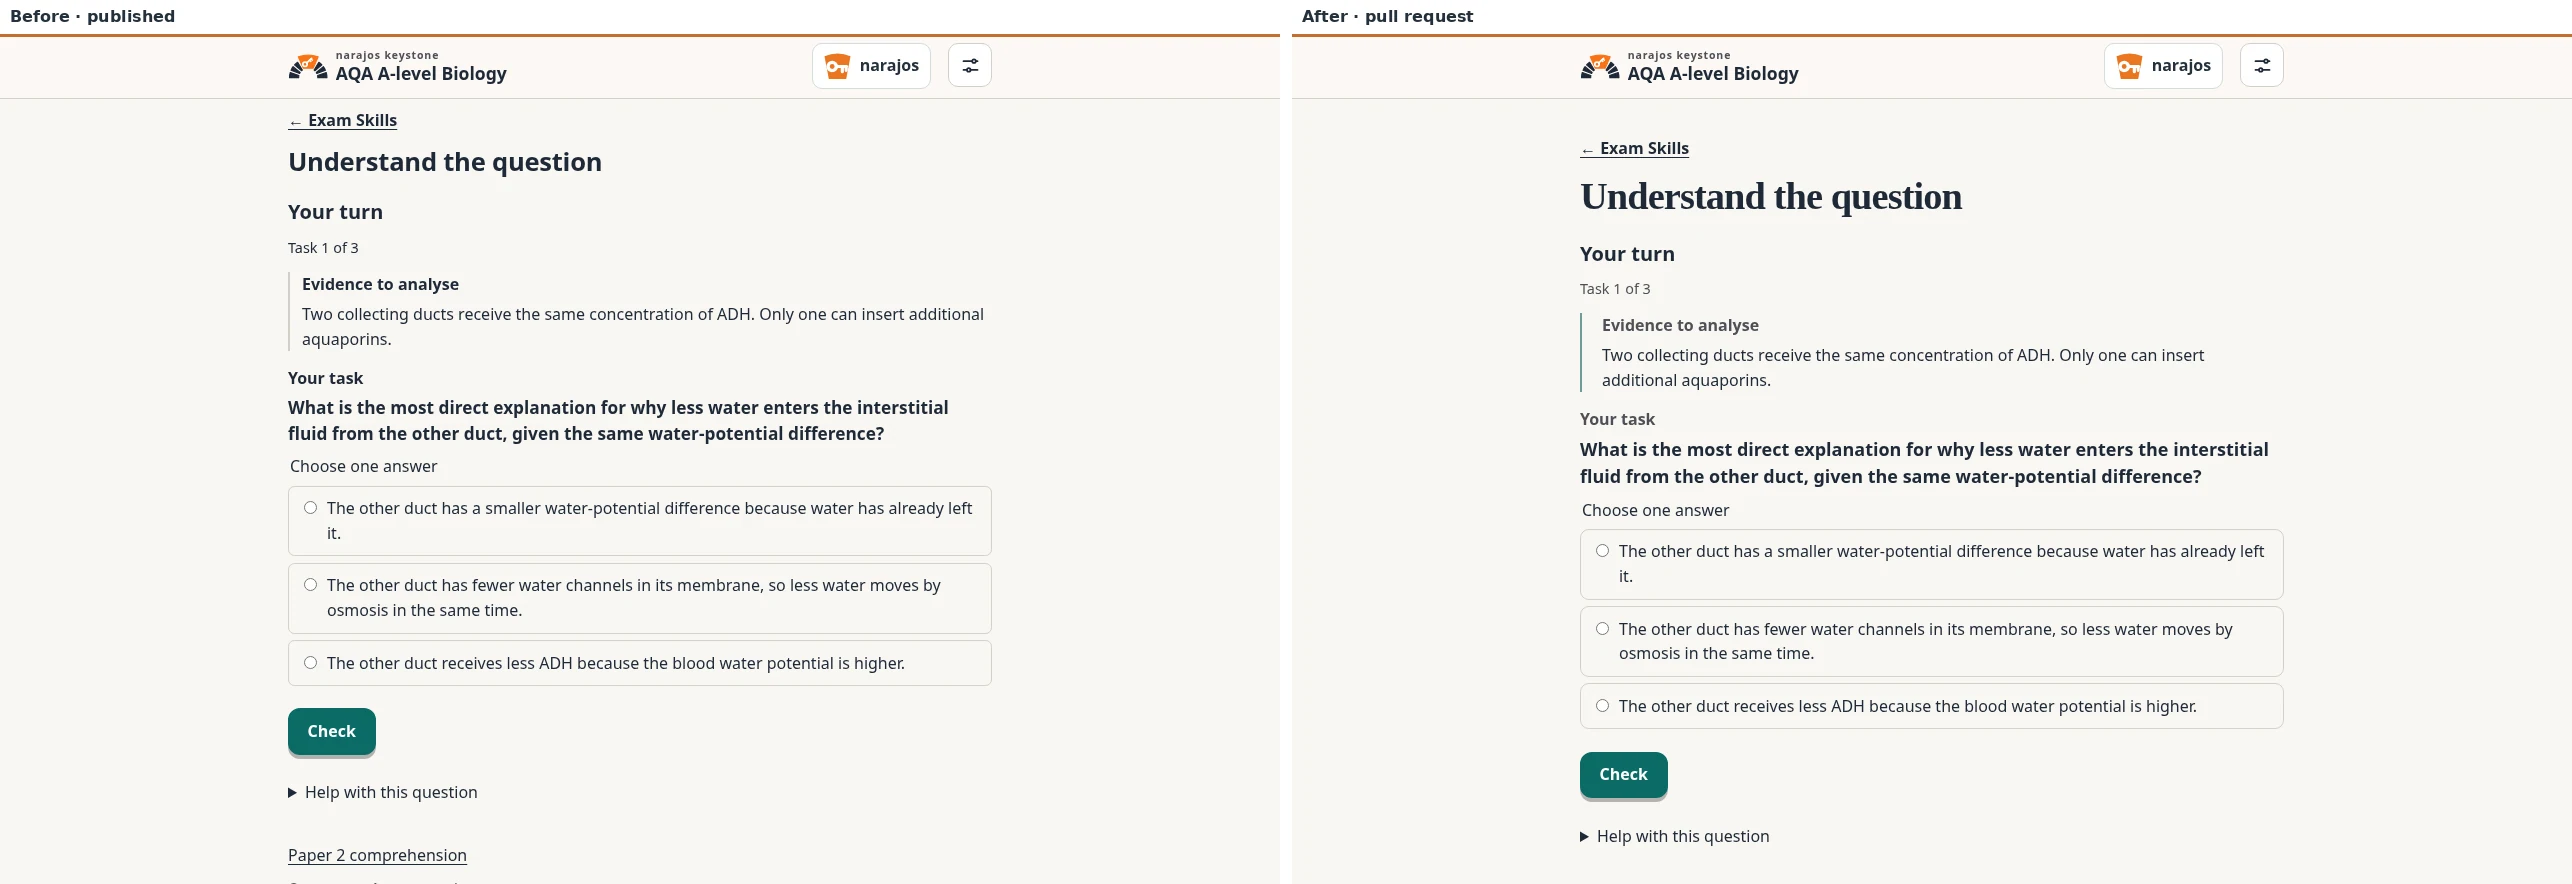 Before · published
narajos keystone
AQA A-level Biology
narajos
← Exam Skills
Understand the question
Your turn
Task 1 of 3
Evidence to analyse
Two collecting ducts receive the same concentration of ADH. Only one can insert additional
aquaporins.
Your task
What is the most direct explanation for why less water enters the interstitial
fluid from the other duct, given the same water-potential difference?
Choose one answer
The other duct has a smaller water-potential difference because water has already left
it.
The other duct has fewer water channels in its membrane, so less water moves by
osmosis in the same time.
The other duct receives less ADH because the blood water potential is higher.
Check
Help with this question
Paper 2 comprehension
After · pull request
narajos keystone
AQA A-level Biology
narajos
← Exam Skills
Understand the question
Your turn
Task 1 of 3
Evidence to analyse
Two collecting ducts receive the same concentration of ADH. Only one can insert
additional aquaporins.
Your task
What is the most direct explanation for why less water enters the interstitial
fluid from the other duct, given the same water-potential difference?
Choose one answer
The other duct has a smaller water-potential difference because water has already left
it.
The other duct has fewer water channels in its membrane, so less water moves by
osmosis in the same time.
The other duct receives less ADH because the blood water potential is higher.
Check
Help with this question